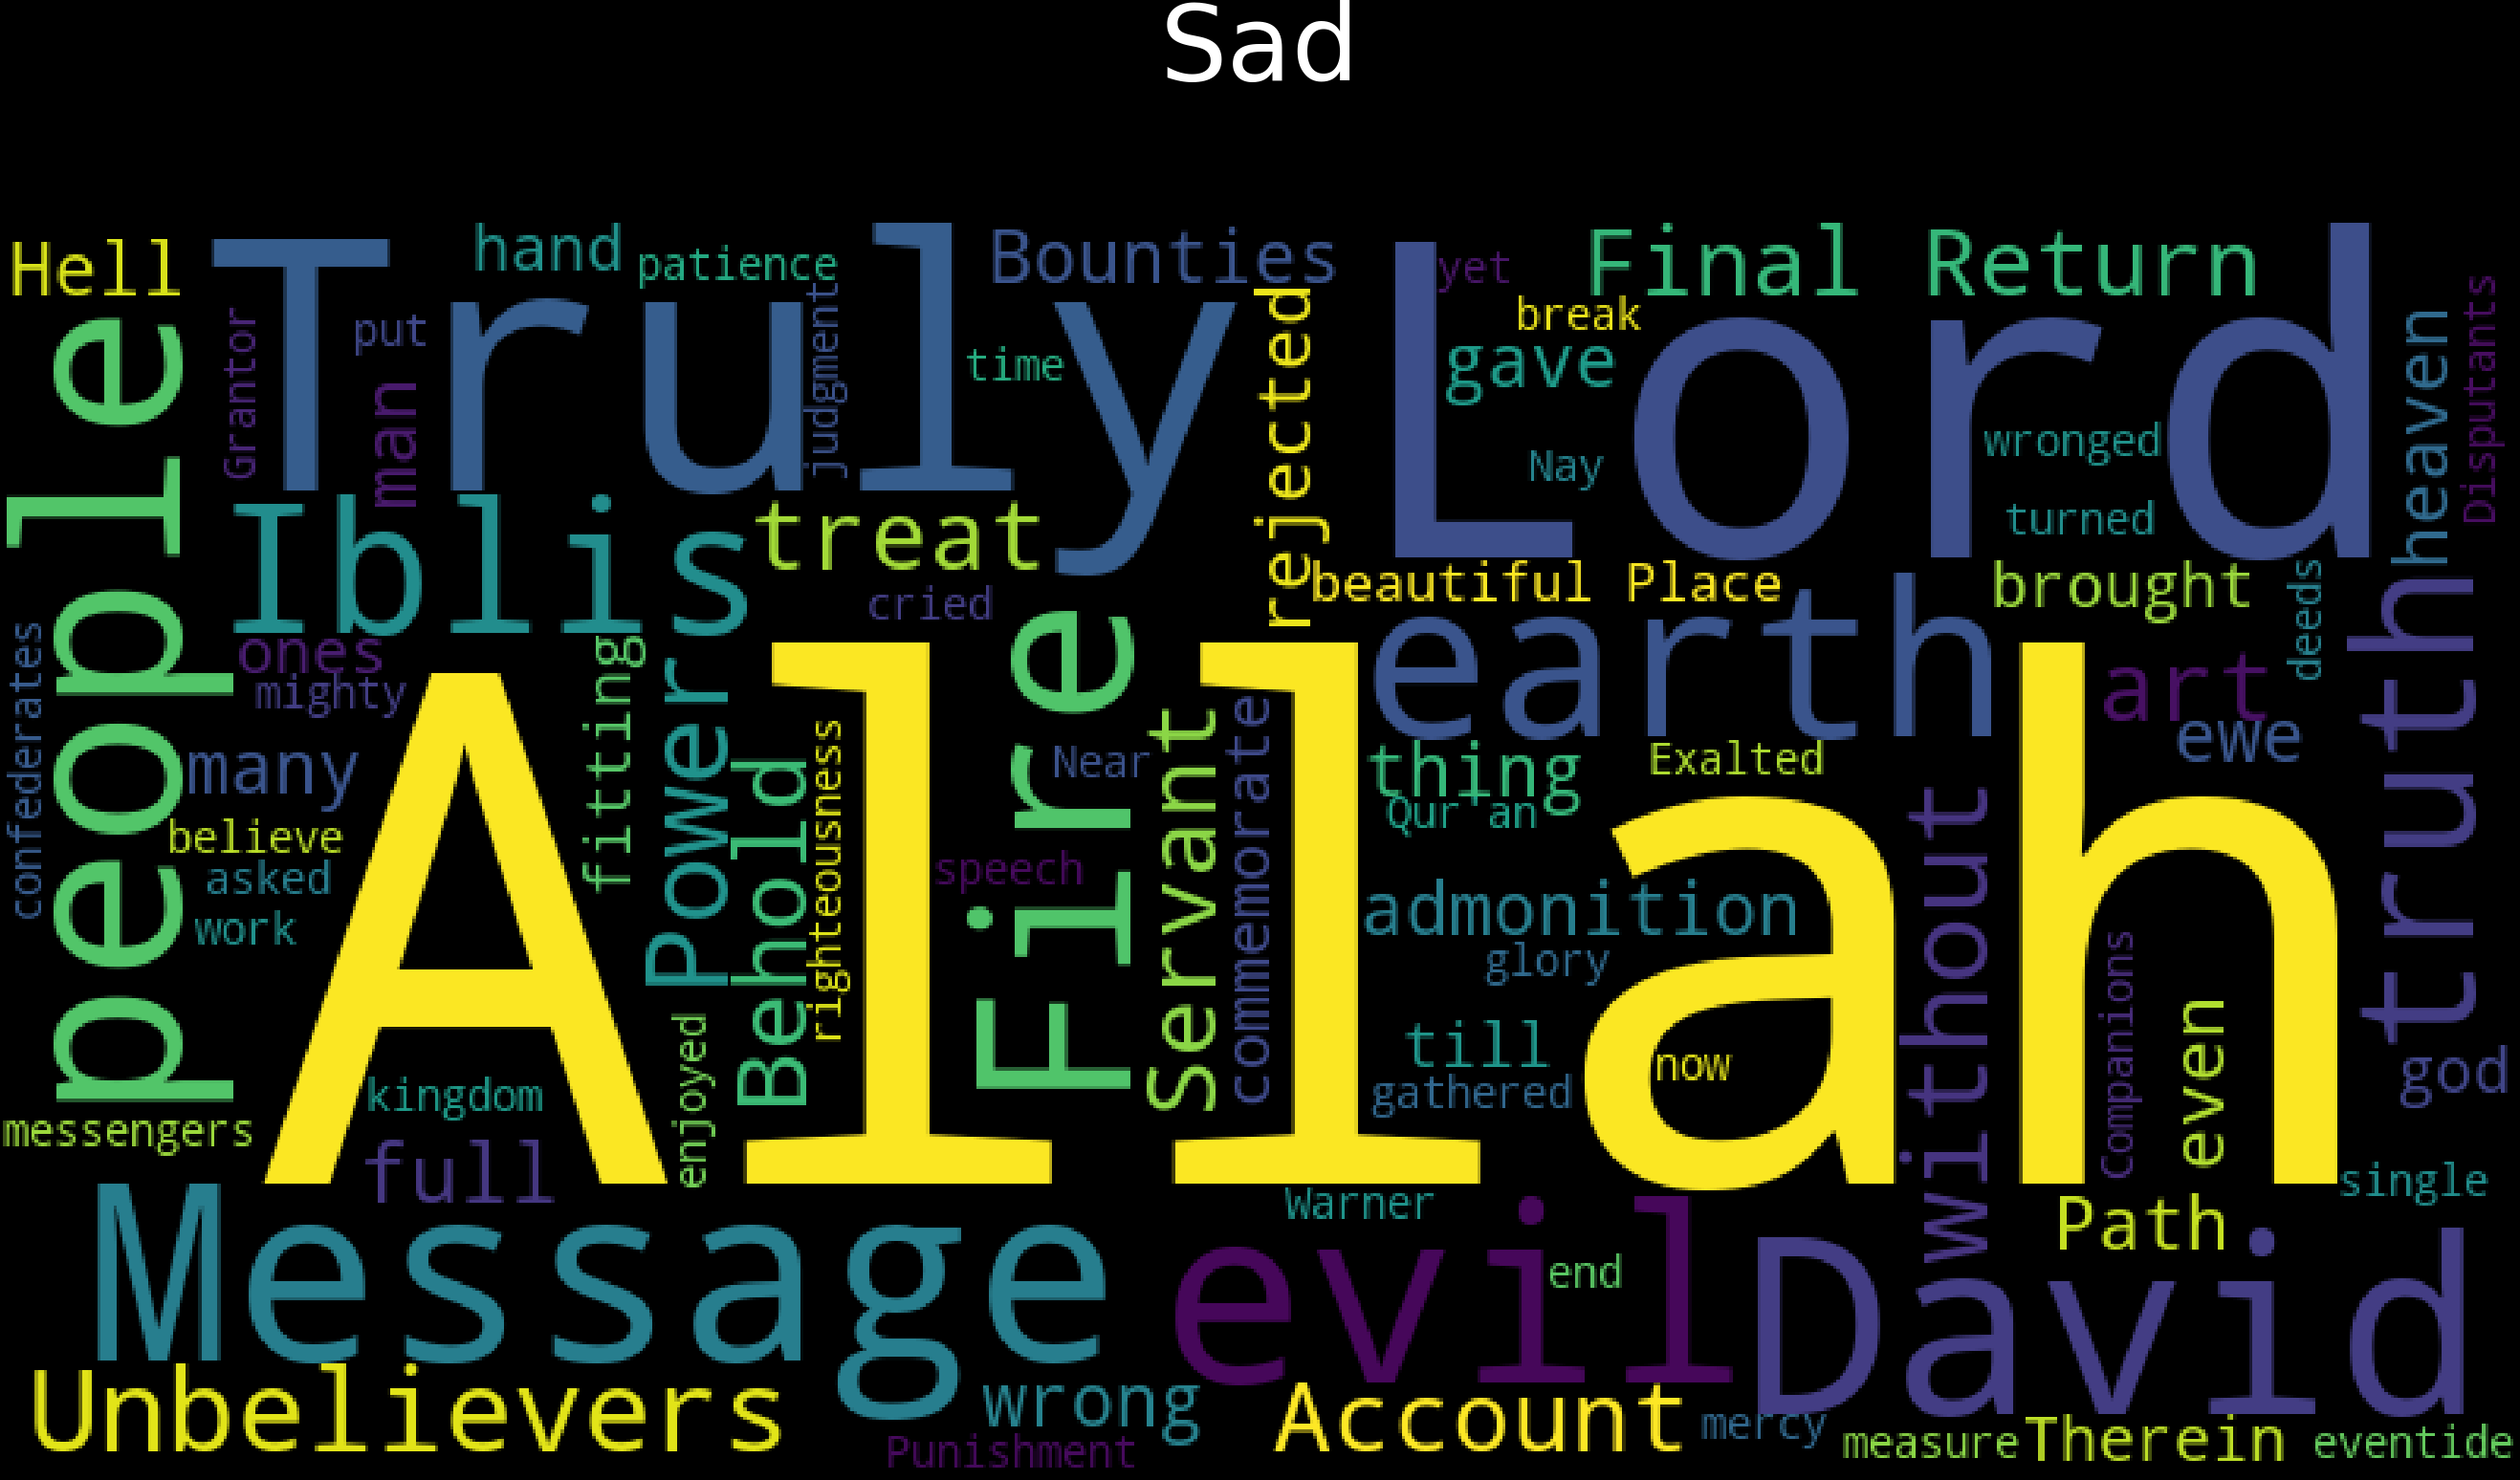 Sad
Hell
Truly
hand
patience
Bounties
Lord
yet
Final Return
people
Grantor
put
man
judgment
time
rejected
break
gave
Nay
wronged
turned
heaven
Disputants
Iblis
treat
cried
beautiful Place
brought
deeds
truth
confederates
ones
mighty
many
believe
asked
work
Allah
fitting
Power
Behold
righteousness
Fire
Near
speech
Servant
commemorate
earth
thing
Qur'an
Exalted
art
ewe
admonition
glory
till
gathered
now
without
Companions
even
god
single
messengers
kingdom
full
enjoyed
Message
Warner
evil
end
Path
David
Unbelievers
wrong
Punishment
Account
mercy
measure
Therein
eventide